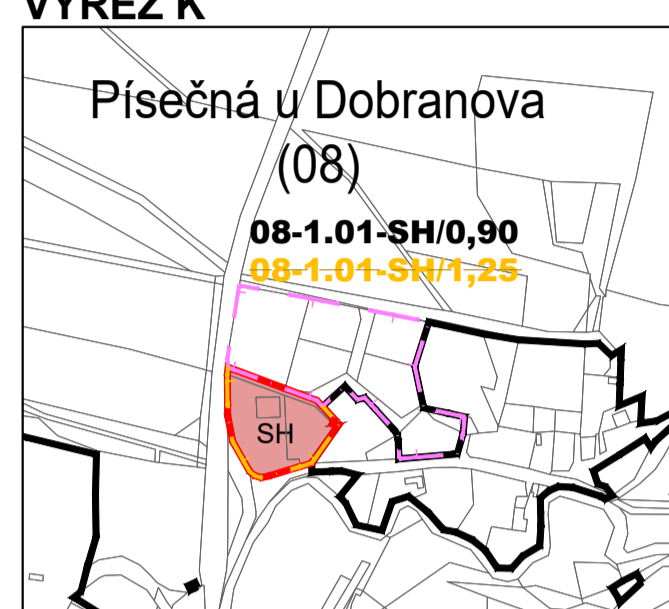 VÝŘEZ K
Písečná u Dobranova
(08)
08-1.01-SH/0,90
08-1.01-SH/1,25
SH